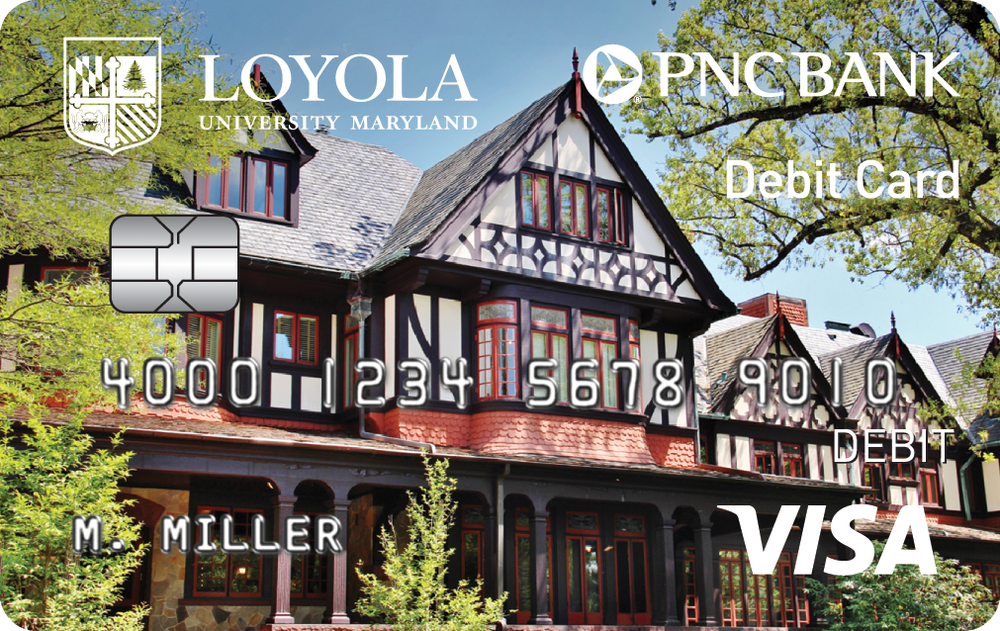 LOYOLA
UNIVERSITY MARYLAND
PNC BANK
®
Debit Card
4000 1234 5678 9010
DEBIT
M. MILLER
VISA